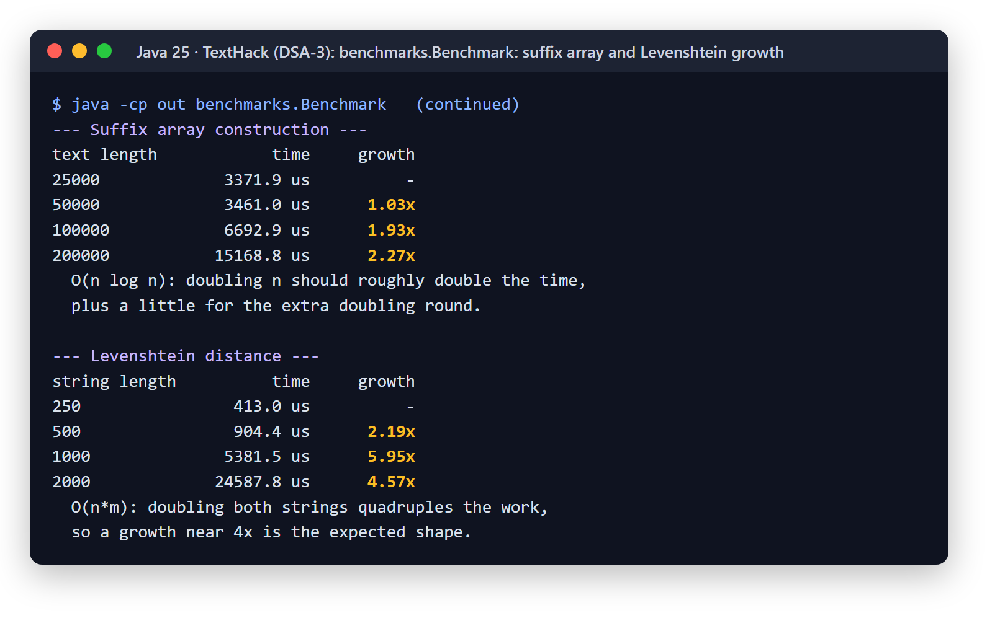 Java 25 · TextHack (DSA-3): benchmarks.Benchmark: suffix array and Levenshtein growth
$ java -cp out benchmarks.Benchmark   (continued)
--- Suffix array construction ---
text length            time     growth
25000             3371.9 us          -
50000             3461.0 us      1.03x
100000            6692.9 us      1.93x
200000           15168.8 us      2.27x
  O(n log n): doubling n should roughly double the time,
  plus a little for the extra doubling round.

--- Levenshtein distance ---
string length          time     growth
250                413.0 us          -
500                904.4 us      2.19x
1000              5381.5 us      5.95x
2000             24587.8 us      4.57x
  O(n*m): doubling both strings quadruples the work,
  so a growth near 4x is the expected shape.